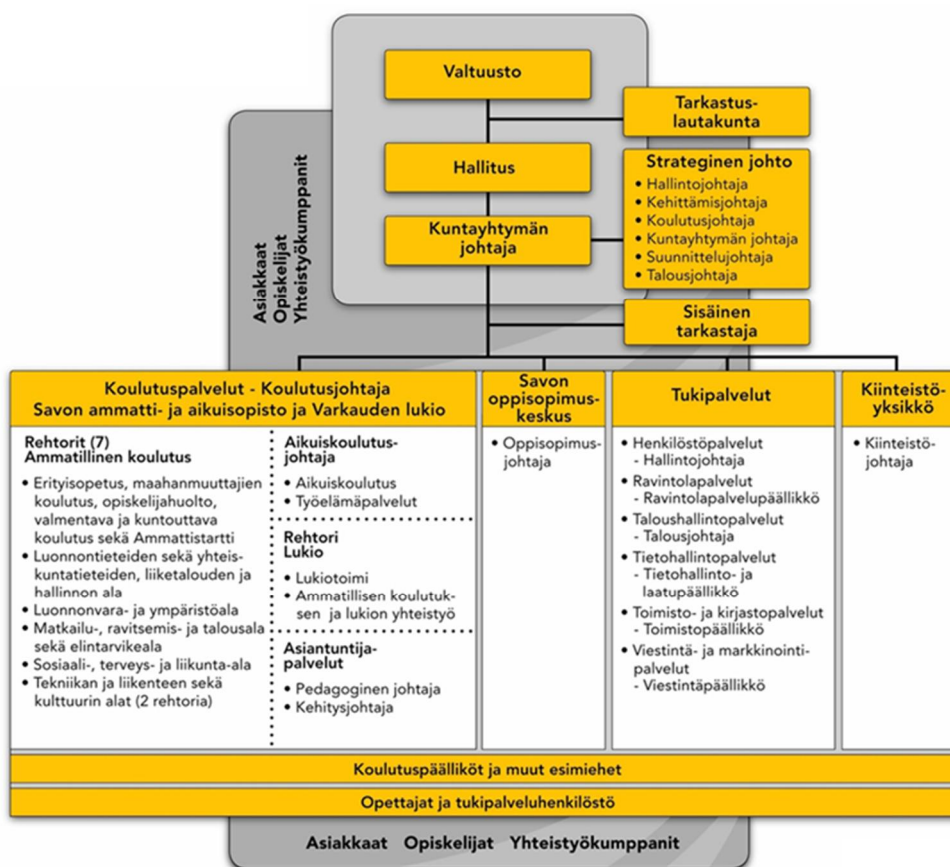 Valtuusto
Tarkastus-
lautakunta
Hallitus
Strateginen johto
• Hallintojohtaja
• Kehittämisjohtaja
• Koulutusjohtaja
• Kuntayhtymän johtaja
• Suunnittelujohtaja
• Talousjohtaja
Kuntayhtymän
johtaja
Sisäinen
tarkastaja
Asiakkaat
Opiskelijat
Yhteistyökumppanit
Koulutuspalvelut - Koulutusjohtaja
Savon ammatti- ja aikuisopisto ja Varkauden lukio
Rehtorit (7)
Ammatillinen koulutus
• Erityisopetus, maahanmuuttajien
koulutus, opiskelijahuolto,
valmentava ja kuntouttava
koulutus sekä Ammattistartti
• Luonnontieteiden sekä yhteis-
kuntatieteiden, liiketalouden ja
hallinnon ala
• Luonnonvara- ja ympäristöala
• Matkailu-, ravitsemis- ja talousala
sekä elintarvikeala
• Sosiaali-, terveys- ja liikunta-ala
• Tekniikan ja liikenteen sekä
kulttuurin alat (2 rehtoria)
Aikuiskoulutus-
johtaja
• Aikuiskoulutus
• Työelämäpalvelut
Rehtori
Lukio
• Lukiotoimi
• Ammatillisen koulutuk-
sen ja lukion yhteistyö
Asiantuntija-
palvelut
• Pedagoginen johtaja
• Kehitysjohtaja
Savon
oppisopimus-
keskus
• Oppisopimus-
johtaja
Tukipalvelut
• Henkilöstöpalvelut
- Hallintojohtaja
• Ravintolapalvelut
- Ravintolapalvelupäällikkö
• Taloushallintopalvelut
- Talousjohtaja
• Tietohallintopalvelut
- Tietohallinto- ja
laatupäällikkö
• Toimisto- ja kirjastopalvelut
- Toimistopäällikkö
• Viestintä- ja markkinointi-
palvelut
- Viestintäpäällikkö
Kiinteistö-
yksikkö
• Kiinteistö-
johtaja
Koulutuspäälliköt ja muut esimiehet
Opettajat ja tukipalveluhenkilöstö
Asiakkaat Opiskelijat Yhteistyökumppanit